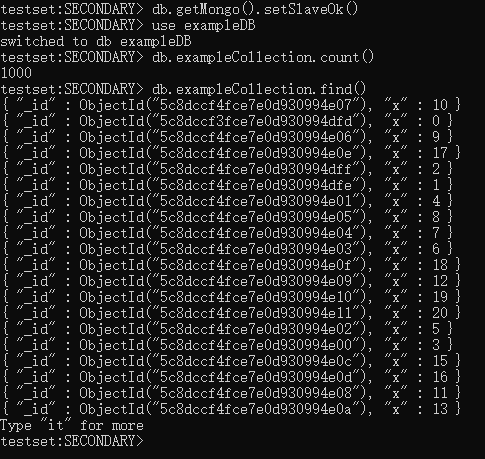 testset:SECONDARY> db.getMongo().setSlaveOk()
testset:SECONDARY> use exampleDB
switched to db exampleDB
testset:SECONDARY> db.exampleCollection.count()
1000
testset:SECONDARY> db.exampleCollection.find()
{ "_id" : ObjectId("5c8dccf4fce7e0d930994e07"), "x" : 10 }
{ "_id" : ObjectId("5c8dccf3fce7e0d930994dfd"), "x" : 0 }
{ "_id" : ObjectId("5c8dccf4fce7e0d930994e06"), "x" : 9 }
{ "_id" : ObjectId("5c8dccf4fce7e0d930994e0e"), "x" : 17 }
{ "_id" : ObjectId("5c8dccf4fce7e0d930994dff"), "x" : 2 }
{ "_id" : ObjectId("5c8dccf4fce7e0d930994dfe"), "x" : 1 }
{ "_id" : ObjectId("5c8dccf4fce7e0d930994e01"), "x" : 4 }
{ "_id" : ObjectId("5c8dccf4fce7e0d930994e05"), "x" : 8 }
{ "_id" : ObjectId("5c8dccf4fce7e0d930994e04"), "x" : 7 }
{ "_id" : ObjectId("5c8dccf4fce7e0d930994e03"), "x" : 6 }
{ "_id" : ObjectId("5c8dccf4fce7e0d930994e0f"), "x" : 18 }
{ "_id" : ObjectId("5c8dccf4fce7e0d930994e09"), "x" : 12 }
{ "_id" : ObjectId("5c8dccf4fce7e0d930994e10"), "x" : 19 }
{ "_id" : ObjectId("5c8dccf4fce7e0d930994e11"), "x" : 20 }
{ "_id" : ObjectId("5c8dccf4fce7e0d930994e02"), "x" : 5 }
{ "_id" : ObjectId("5c8dccf4fce7e0d930994e00"), "x" : 3 }
{ "_id" : ObjectId("5c8dccf4fce7e0d930994e0c"), "x" : 15 }
{ "_id" : ObjectId("5c8dccf4fce7e0d930994e0d"), "x" : 16 }
{ "_id" : ObjectId("5c8dccf4fce7e0d930994e08"), "x" : 11 }
{ "_id" : ObjectId("5c8dccf4fce7e0d930994e0a"), "x" : 13 }
Type "it" for more
testset:SECONDARY>